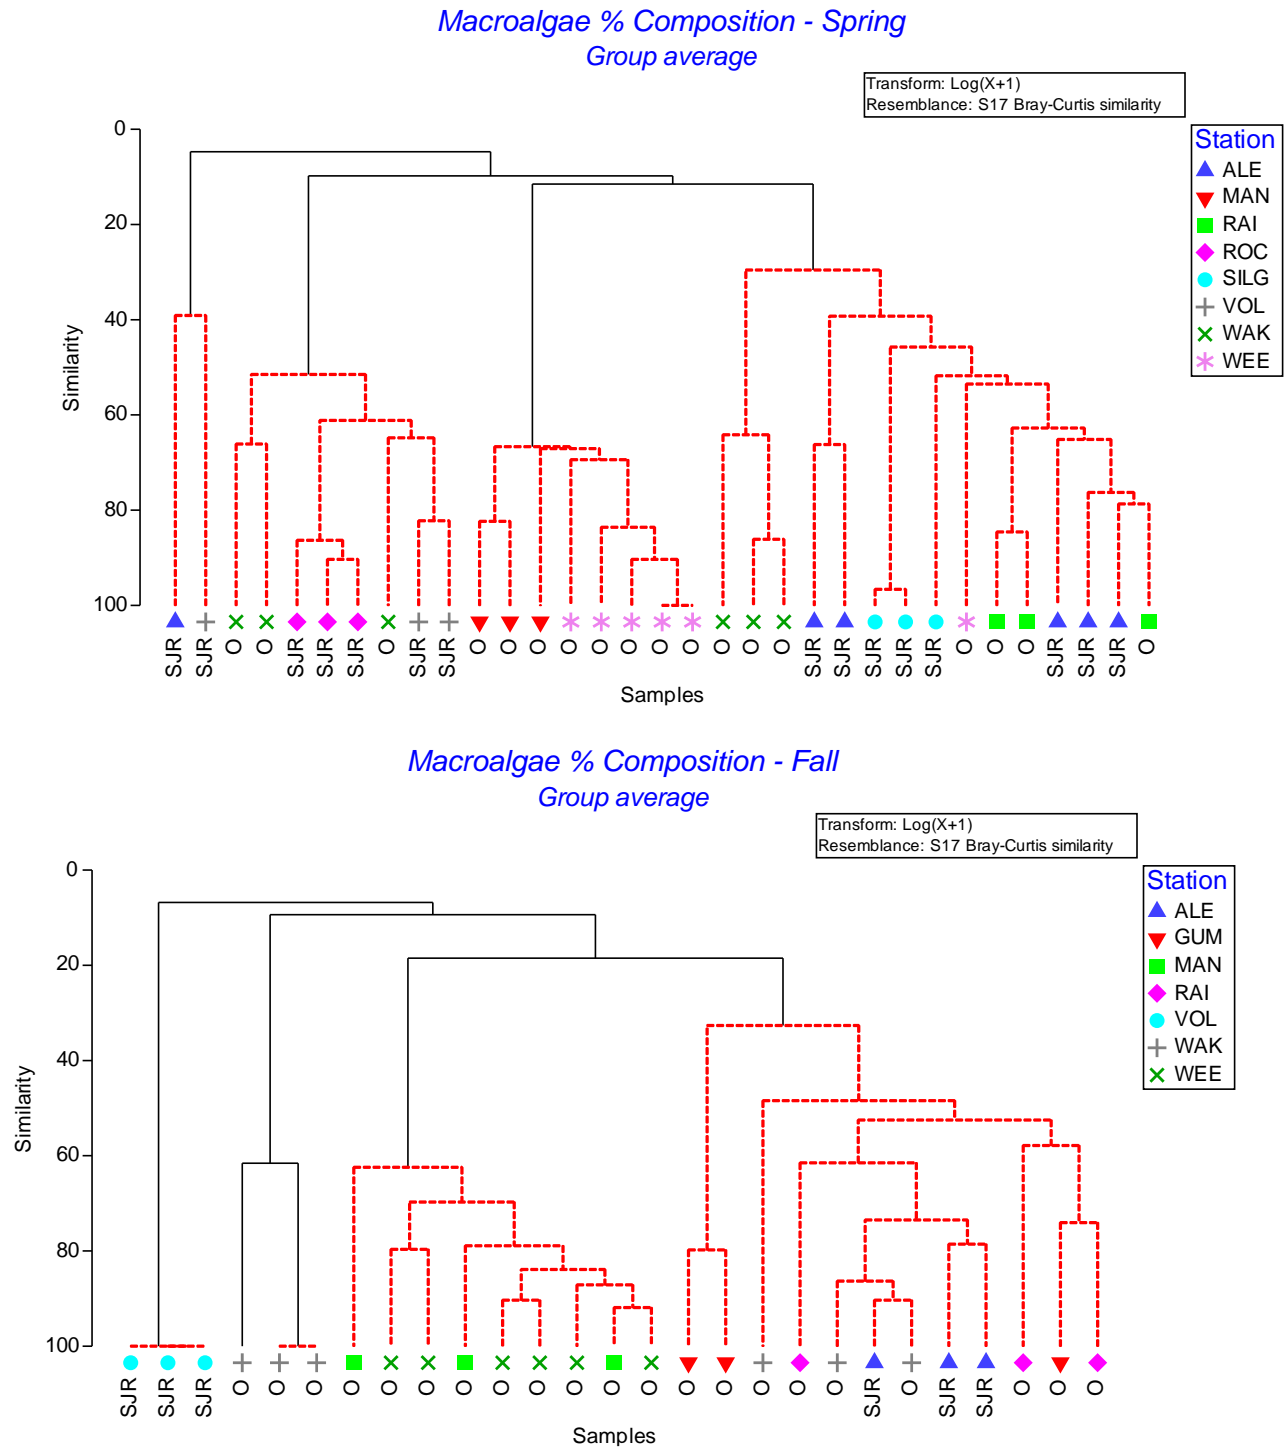 Macroalgae % Composition - Spring
Group average
Transform: Log(X+1)
Resemblance: S17 Bray-Curtis similarity
Station
ALE
MAN
RAI
ROC
SILG
VOL
WAK
WEE
0
20
40
60
80
100
Similarity
SJR SJR O O SJR SJR SJR O SJR SJR O O O O O O O O O O O SJR SJR SJR SJR SJR O O O SJR SJR SJR O
Samples
Macroalgae % Composition - Fall
Group average
Transform: Log(X+1)
Resemblance: S17 Bray-Curtis similarity
Station
ALE
GUM
MAN
RAI
VOL
WAK
WEE
0
20
40
60
80
100
Similarity
SJR SJR SJR O O O O O O O O O O O O O O O O O SJR O SJR SJR O O O
Samples